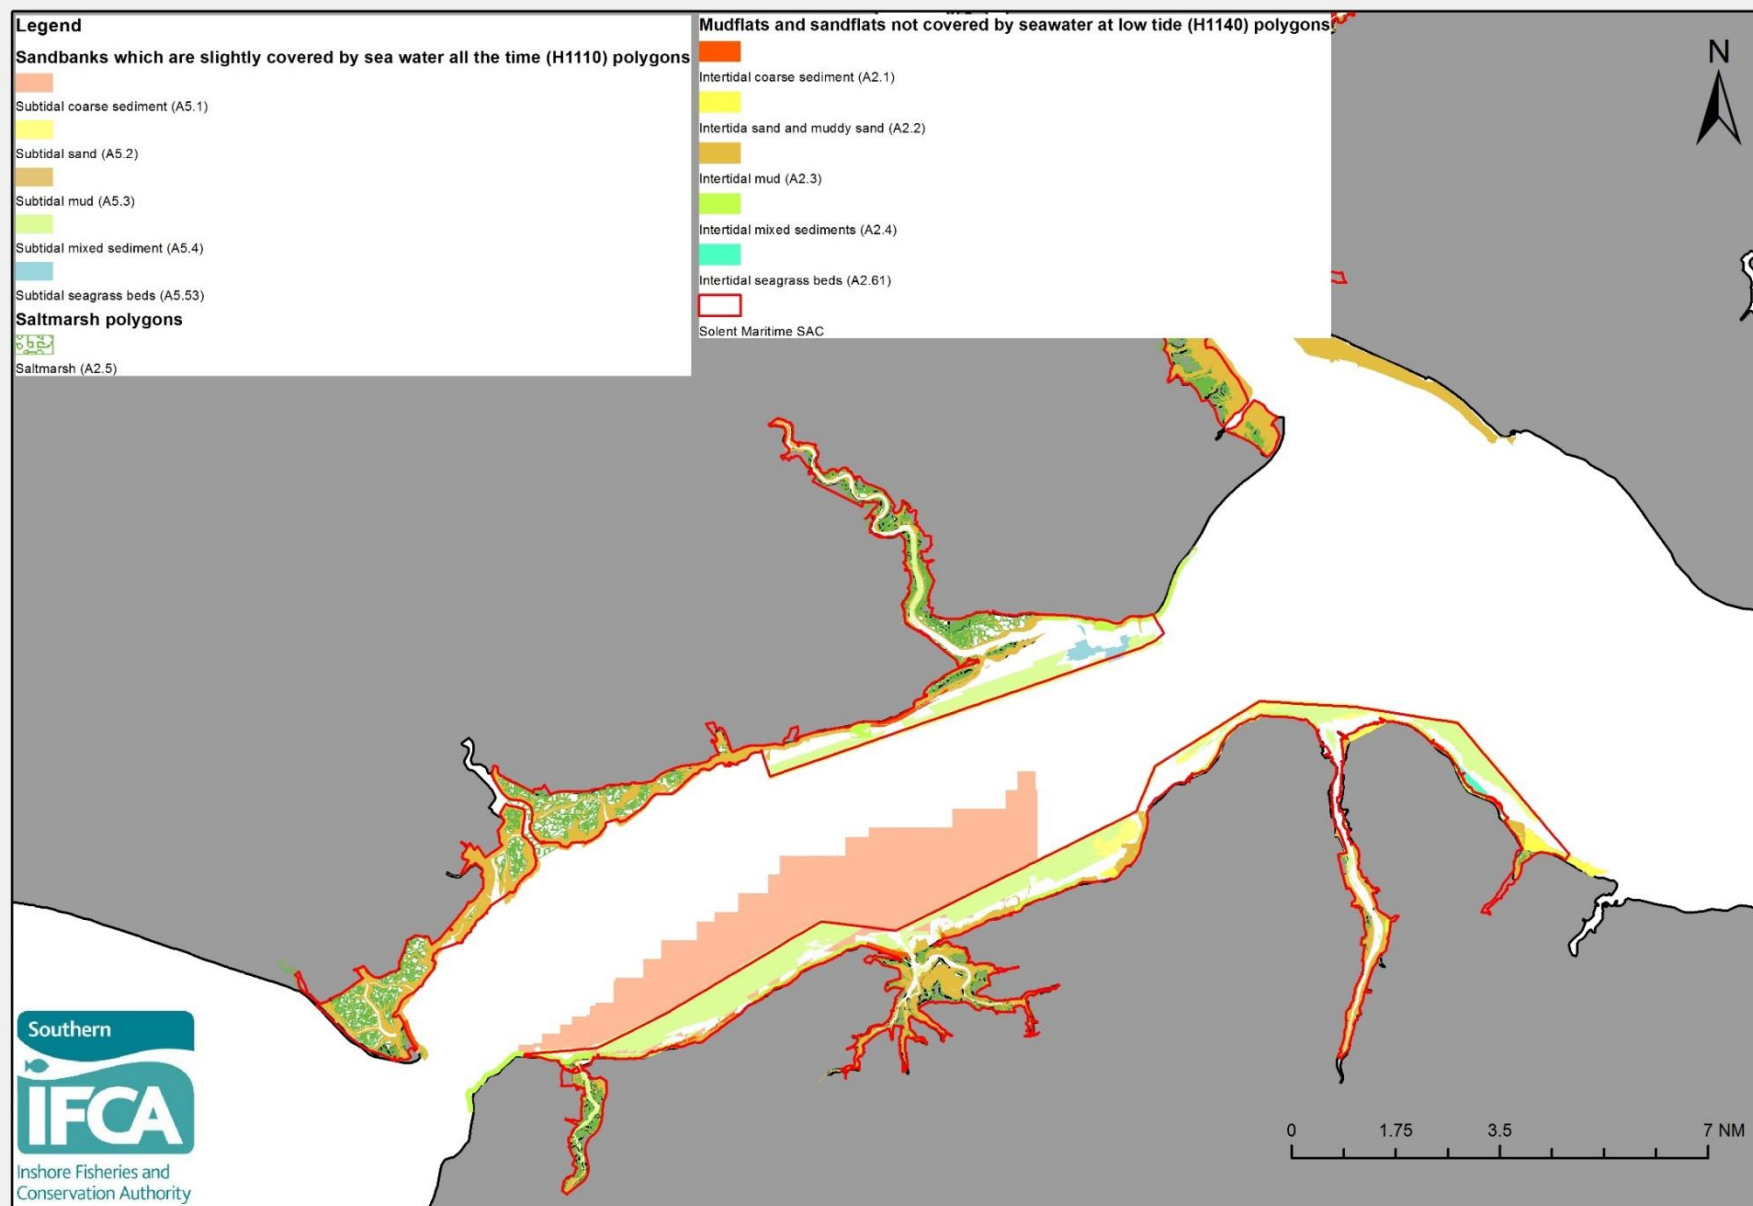 Legend
Sandbanks which are slightly covered by sea water all the time (H1110) polygons
Subtidal coarse sediment (A5.1)
Subtidal sand (A5.2)
Subtidal mud (A5.3)
Subtidal mixed sediment (A5.4)
Subtidal seagrass beds (A5.53)
Saltmarsh polygons
Saltmarsh (A2.5)
Mudflats and sandflats not covered by seawater at low tide (H1140) polygons
Intertidal coarse sediment (A2.1)
Intertida sand and muddy sand (A2.2)
Intertidal mud (A2.3)
Intertidal mixed sediments (A2.4)
Intertidal seagrass beds (A2.61)
Solent Maritime SAC
N
Southern
IFCA
Inshore Fisheries and
Conservation Authority
0 1.75 3.5 7 NM